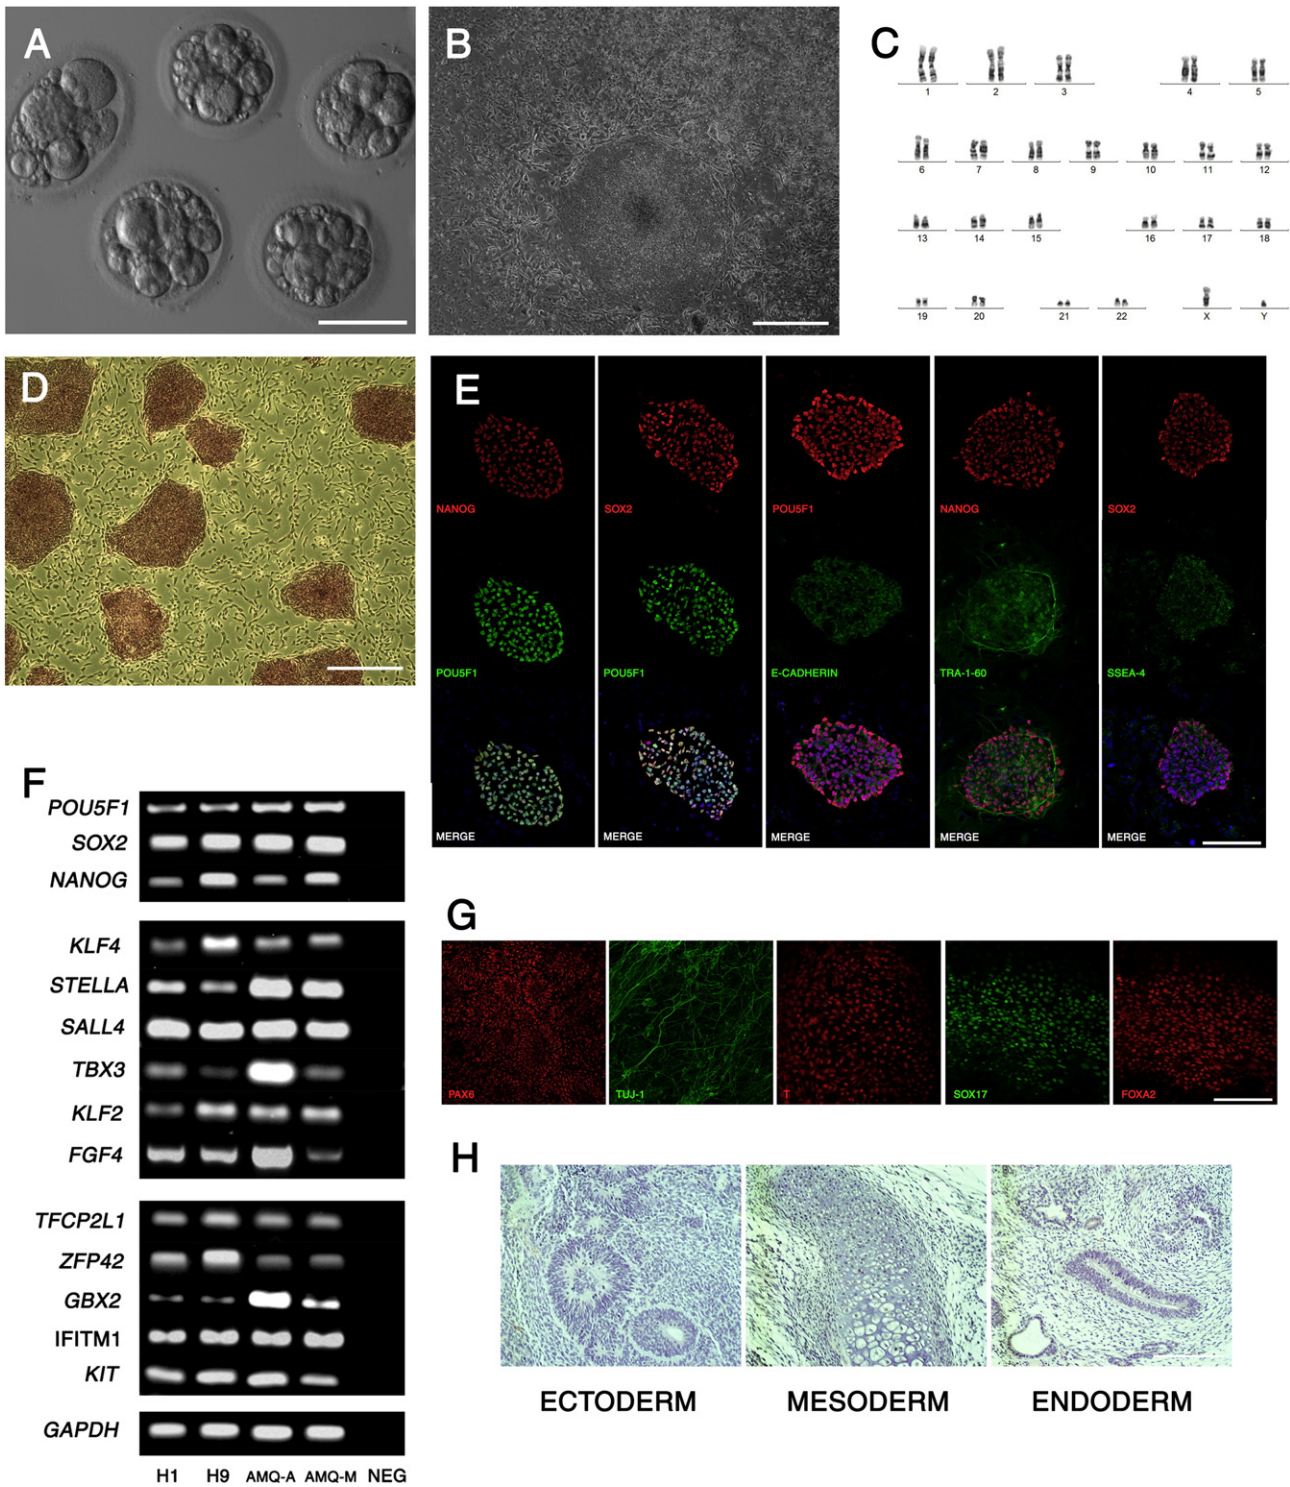 A
B
C
1 2 3 4 5
6 7 8 9 10 11 12
13 14 15 16 17 18
19 20 21 22 X Y
D
E
NANOG SOX2 POU5F1 NANOG SOX2
POU5F1 POU5F1 E-CADHERIN TRA-1-60 SSEA-4
MERGE MERGE MERGE MERGE MERGE
F
POU5F1
SOX2
NANOG
KLF4
STELLA
SALL4
TBX3
KLF2
FGF4
TFCP2L1
ZFP42
GBX2
IFITM1
KIT
GAPDH
H1 H9 AMQ-A AMQ-M NEG
G
PAX6 TUJ-1 T SOX17 FOXA2
H
ECTODERM MESODERM ENDODERM